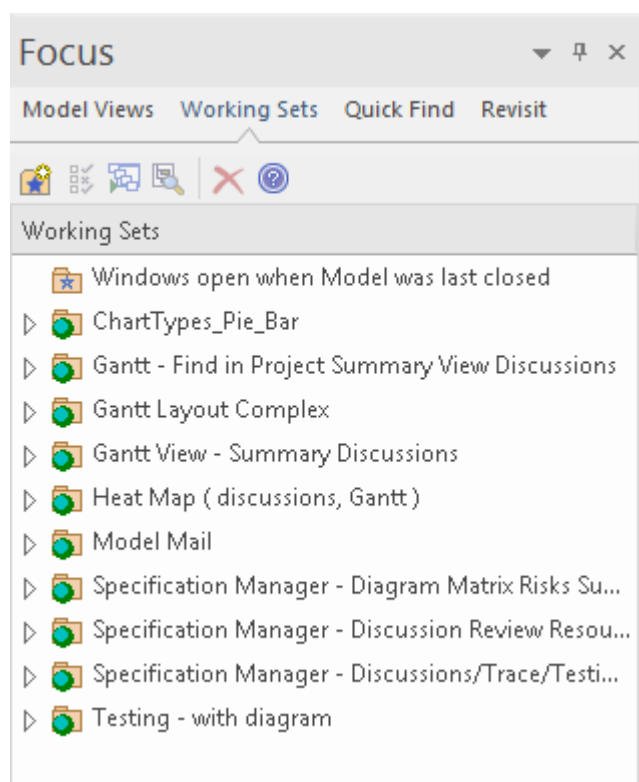 Focus
Model Views Working Sets Quick Find Revisit
Working Sets
Windows open when Model was last closed
ChartTypes_Pie_Bar
Gantt - Find in Project Summary View Discussions
Gantt Layout Complex
Gantt View - Summary Discussions
Heat Map ( discussions, Gantt )
Model Mail
Specification Manager - Diagram Matrix Risks Su...
Specification Manager - Discussion Review Resou...
Specification Manager - Discussions/Trace/Testi...
Testing - with diagram